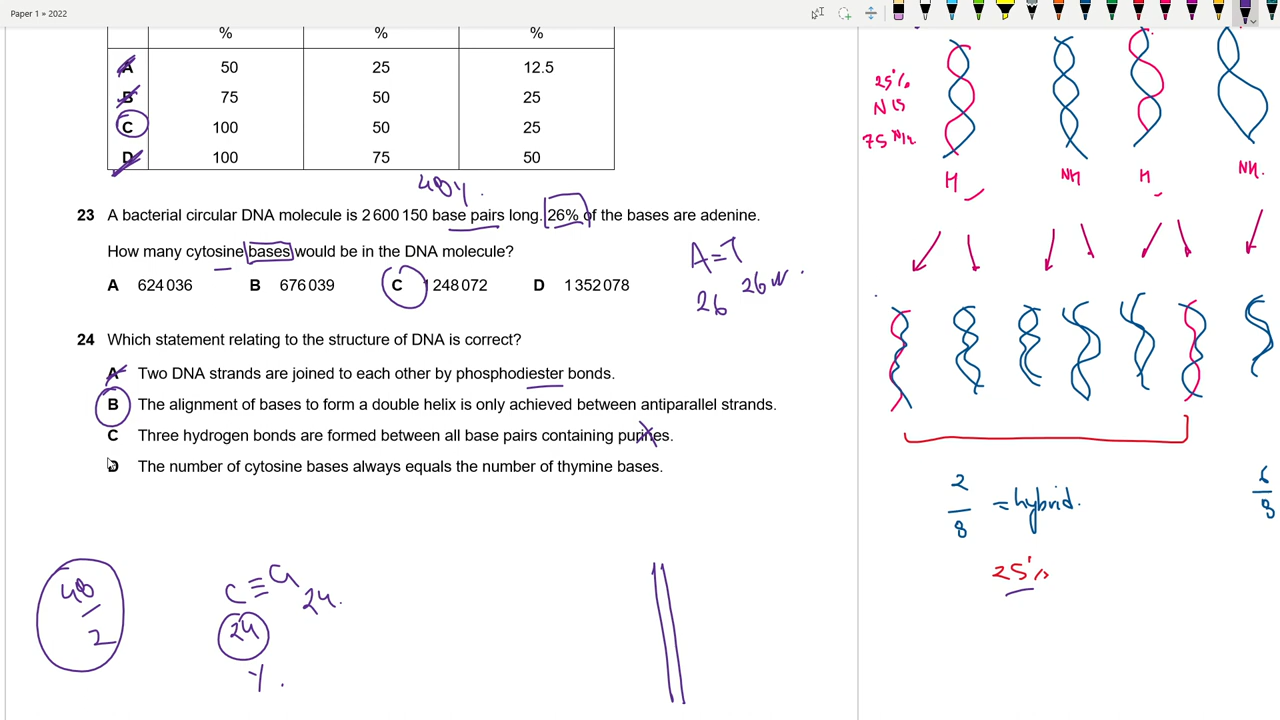 Paper 1 » 2022
% % %
A 50 25 12.5
B 75 50 25
C 100 50 25
D 100 75 50
48%.
23 A bacterial circular DNA molecule is 2 600 150 base pairs long. 26% of the bases are adenine.
How many cytosine bases would be in the DNA molecule?
A 624 036 B 676 039 C 1 248 072 D 1 352 078
A=T
26
24 Which statement relating to the structure of DNA is correct?
A Two DNA strands are joined to each other by phosphodiester bonds.
B The alignment of bases to form a double helix is only achieved between antiparallel strands.
C Three hydrogen bonds are formed between all base pairs containing purines.
D The number of cytosine bases always equals the number of thymine bases.
48
2
C≡G
24 24.
%.
25%
N15
75
H NH H NH.
2
8
= hybrid.
6
8
25%